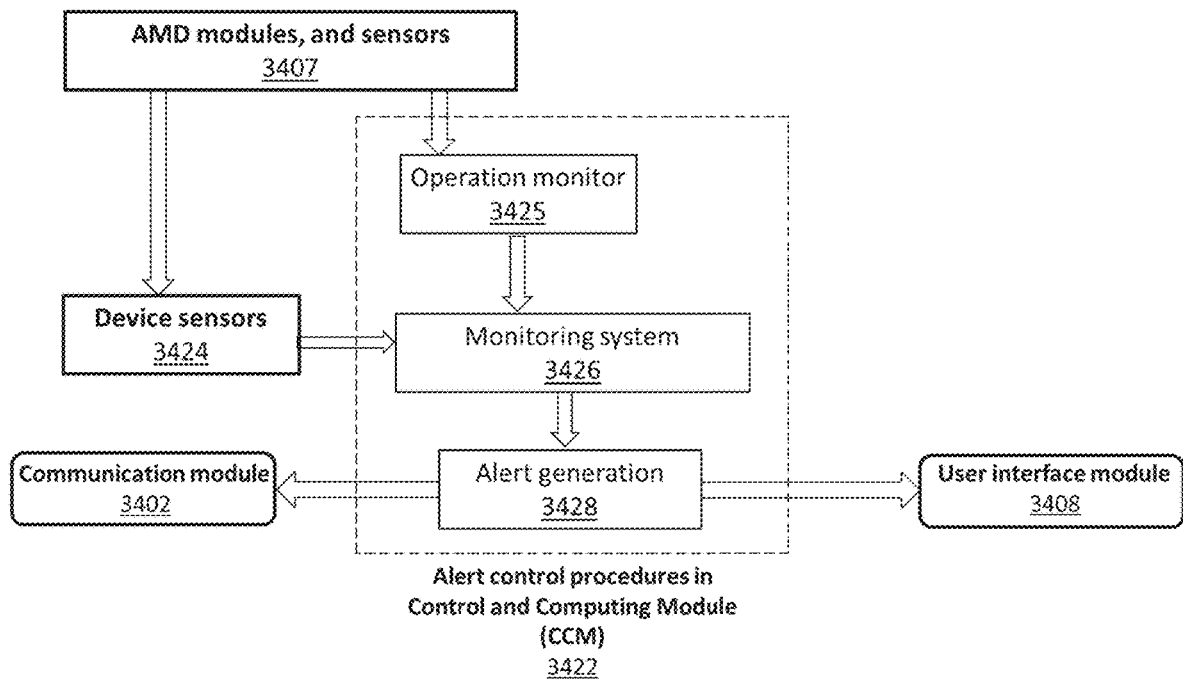 AMD modules, and sensors
3407
Operation monitor
3425
Device sensors
3424
Monitoring system
3426
Communication module
3402
Alert generation
3428
User interface module
3408
Alert control procedures in
Control and Computing Module
(CCM)
3422